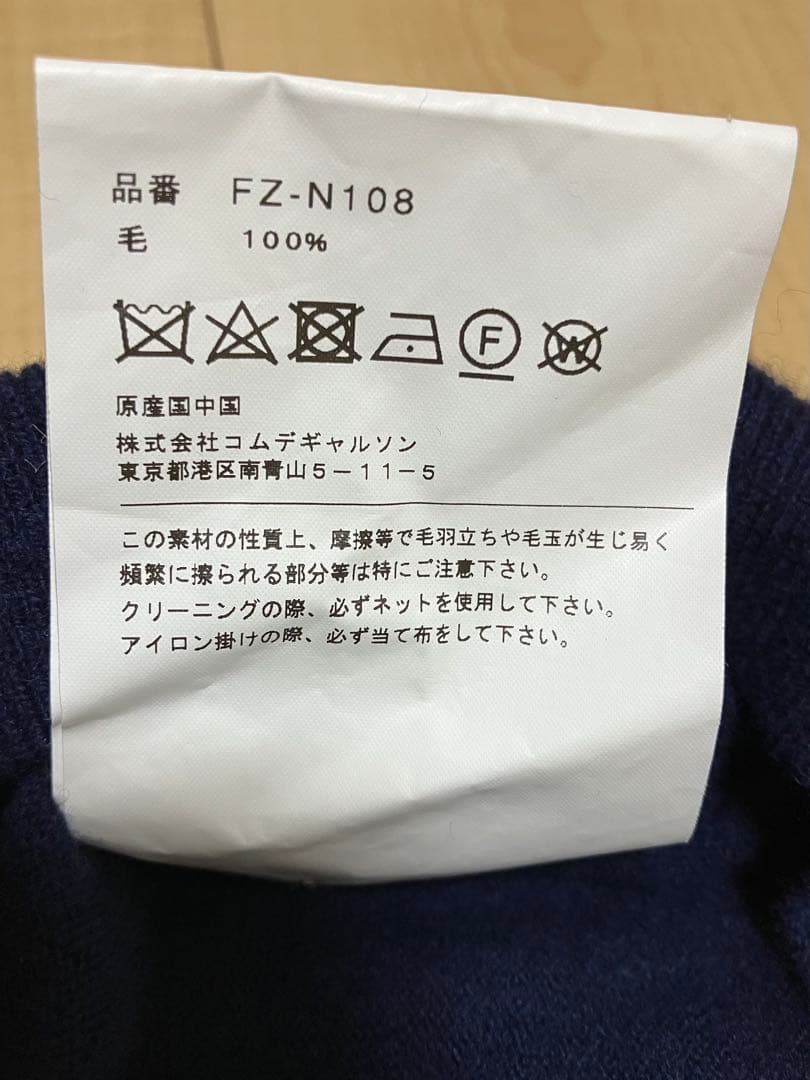 品番 FZ-N108
毛 100%
F W
原産国中国
株式会社コムデギャルソン
東京都港区南青山5-11-5
この素材の性質上、摩擦等で毛羽立ちや毛玉が生じ易く
頻繁に擦られる部分等は特にご注意下さい。
クリーニングの際、必ずネットを使用して下さい。
アイロン掛けの際、必ず当て布をして下さい。